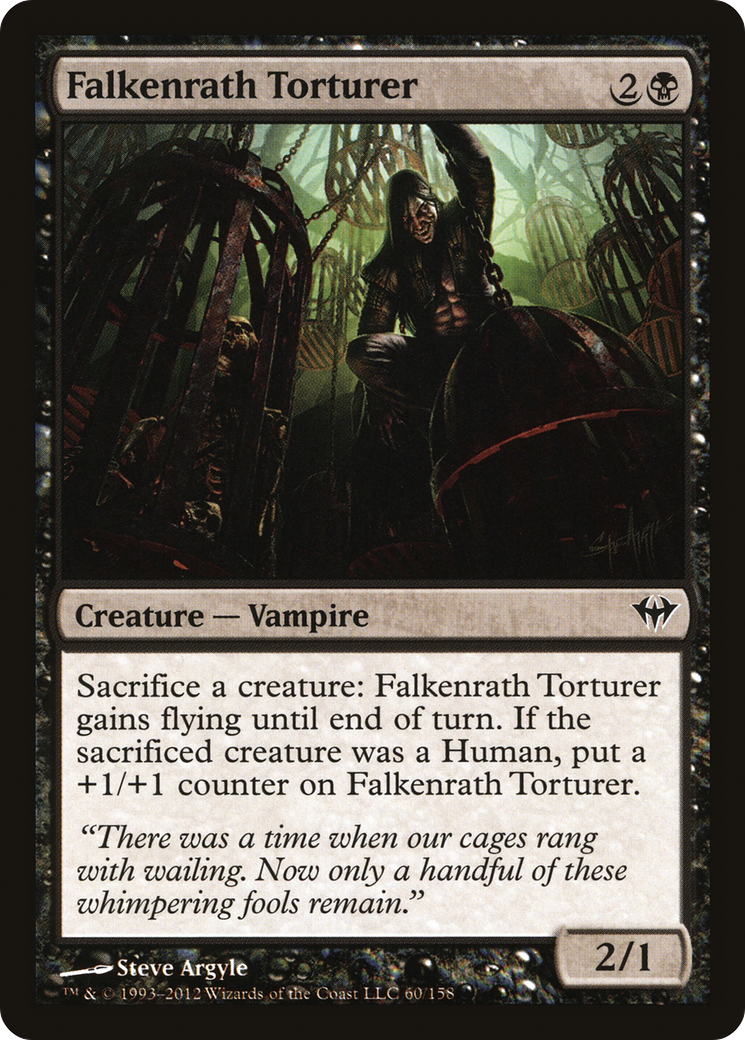 Falkenrath Torturer
2
Creature — Vampire
Sacrifice a creature: Falkenrath Torturer
gains flying until end of turn. If the
sacrificed creature was a Human, put a
+1/+1 counter on Falkenrath Torturer.
“There was a time when our cages rang
with wailing. Now only a handful of these
whimpering fools remain.”
2/1
Steve Argyle
™ & © 1993–2012 Wizards of the Coast LLC 60/158